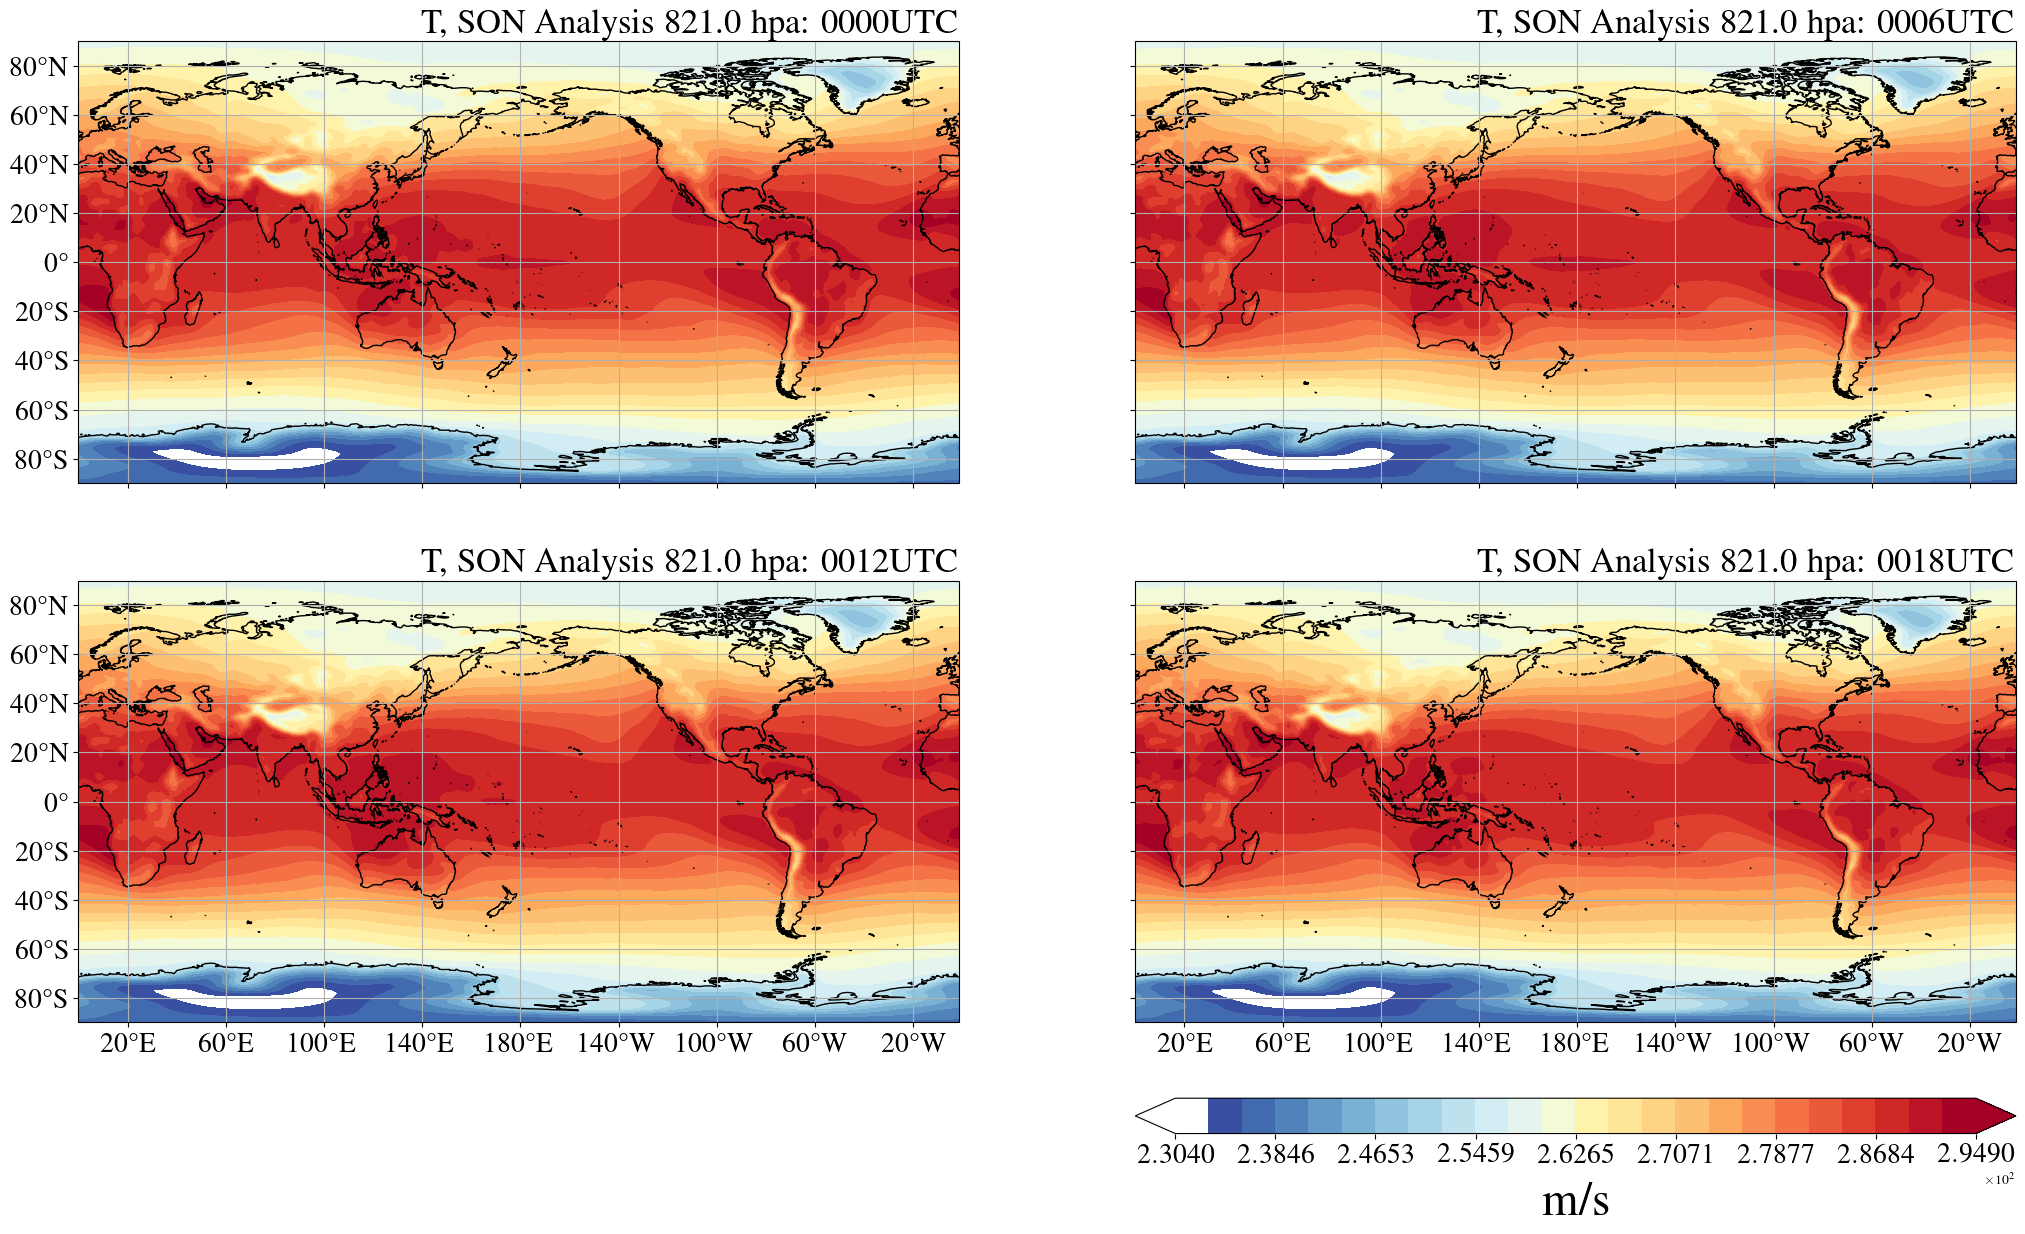 T, SON Analysis 821.0 hpa: 0000UTC
T, SON Analysis 821.0 hpa: 0006UTC
80°N
60°N
40°N
20°N
0°
20°S
40°S
60°S
80°S
T, SON Analysis 821.0 hpa: 0012UTC
T, SON Analysis 821.0 hpa: 0018UTC
80°N
60°N
40°N
20°N
0°
20°S
40°S
60°S
80°S
20°E 60°E 100°E 140°E 180°E 140°W 100°W 60°W 20°W
20°E 60°E 100°E 140°E 180°E 140°W 100°W 60°W 20°W
2.3040 2.3846 2.4653 2.5459 2.6265 2.7071 2.7877 2.8684 2.9490
×10²
m/s